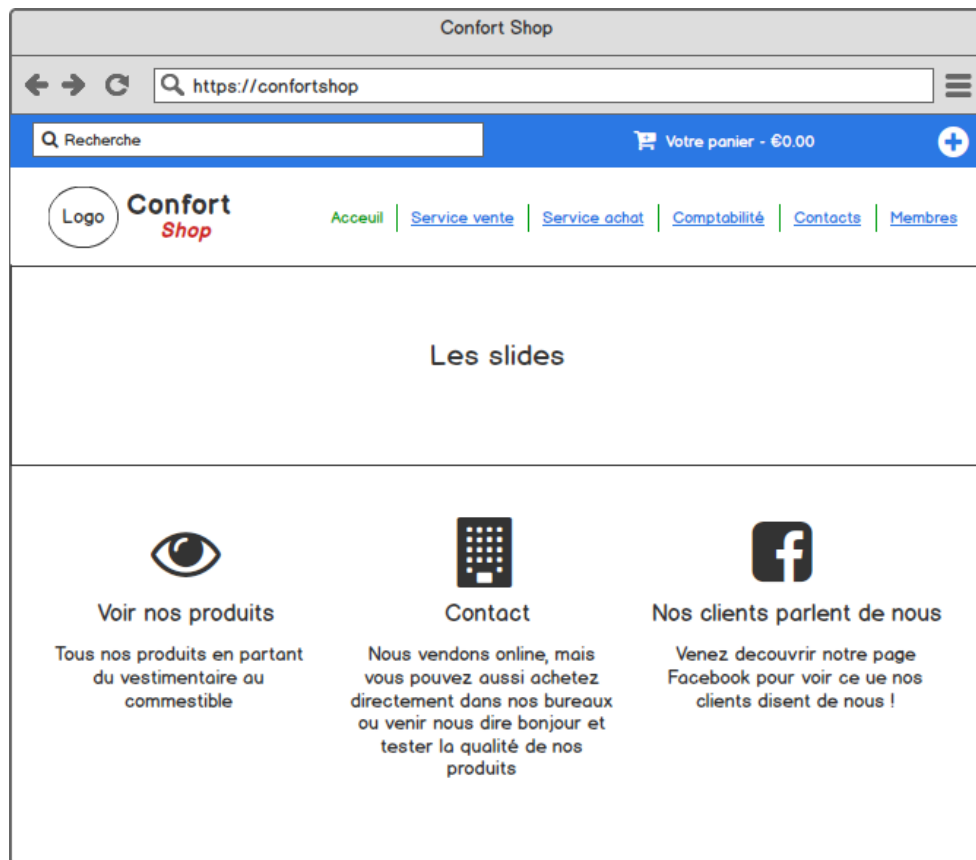 Confort Shop
https://confortshop
Recherche
Votre panier - €0.00
Logo
Confort
Shop
Acceuil
Service vente
Service achat
Comptabilité
Contacts
Membres
Les slides
Voir nos produits
Tous nos produits en partant
du vestimentaire au
commestible
Contact
Nous vendons online, mais
vous pouvez aussi achetez
directement dans nos bureaux
ou venir nous dire bonjour et
tester la qualité de nos
produits
Nos clients parlent de nous
Venez decouvrir notre page
Facebook pour voir ce ue nos
clients disent de nous !